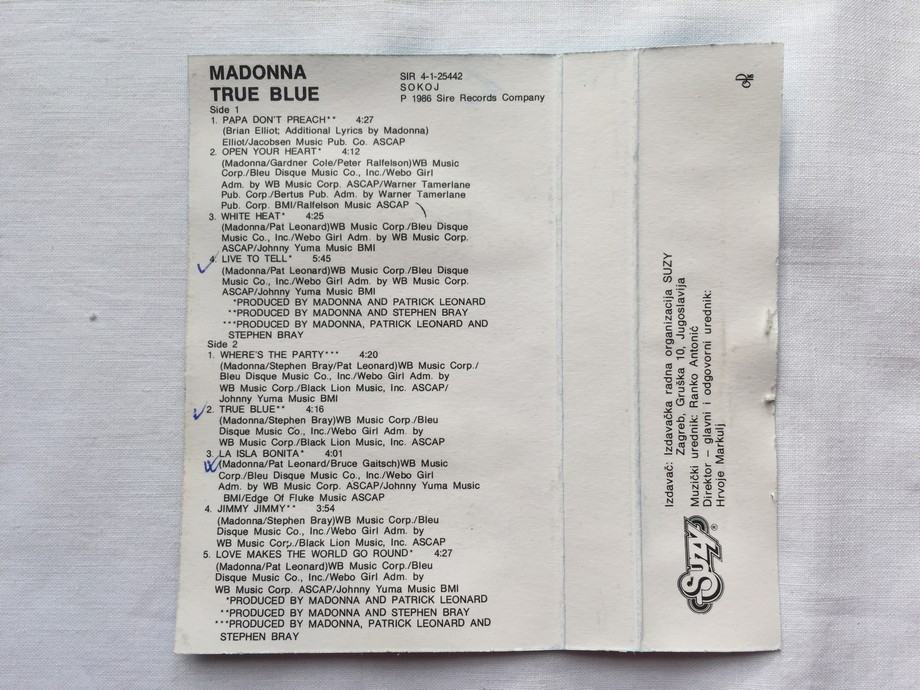 MADONNA
TRUE BLUE
SIR 4-1-25442
SOKOJ
P 1986 Sire Records Company
Side 1
1. PAPA DON'T PREACH** 4:27
(Brian Elliot; Additional Lyrics by Madonna)
Elliot/Jacobsen Music Pub. Co. ASCAP
2. OPEN YOUR HEART* 4:12
(Madonna/Gardner Cole/Peter Ralfelson)WB Music
Corp./Bleu Disque Music Co., Inc./Webo Girl
Adm. by WB Music Corp. ASCAP/Warner Tamerlane
Pub. Corp./Bertus Pub. Adm. by Warner Tamerlane
Pub. Corp. BMI/Ralfelson Music ASCAP
3. WHITE HEAT* 4:25
(Madonna/Pat Leonard)WB Music Corp./Bleu Disque
Music Co., Inc./Webo Girl Adm. by WB Music Corp.
ASCAP/Johnny Yuma Music BMI
4. LIVE TO TELL* 5:45
(Madonna/Pat Leonard)WB Music Corp./Bleu Disque
Music Co., Inc./Webo Girl Adm. by WB Music Corp.
ASCAP/Johnny Yuma Music BMI
*PRODUCED BY MADONNA AND PATRICK LEONARD
**PRODUCED BY MADONNA AND STEPHEN BRAY
***PRODUCED BY MADONNA, PATRICK LEONARD AND
STEPHEN BRAY
Side 2
1. WHERE'S THE PARTY*** 4:20
(Madonna/Stephen Bray/Pat Leonard)WB Music Corp./
Bleu Disque Music Co., Inc./Webo Girl Adm. by
WB Music Corp./Black Lion Music, Inc. ASCAP/
Johnny Yuma Music BMI
2. TRUE BLUE** 4:16
(Madonna/Stephen Bray)WB Music Corp./Bleu
Disque Music Co., Inc./Webo Girl Adm. by
WB Music Corp./Black Lion Music, Inc. ASCAP
3. LA ISLA BONITA* 4:01
(Madonna/Pat Leonard/Bruce Gaitsch)WB Music
Corp./Bleu Disque Music Co., Inc./Webo Girl
Adm. by WB Music Corp. ASCAP/Johnny Yuma Music
BMI/Edge Of Fluke Music ASCAP
4. JIMMY JIMMY** 3:54
(Madonna/Stephen Bray)WB Music Corp./Bleu
Disque Music Co., Inc./Webo Girl Adm. by
WB Music Corp./Black Lion Music, Inc. ASCAP
5. LOVE MAKES THE WORLD GO ROUND* 4:27
(Madonna/Pat Leonard)WB Music Corp./Bleu
Disque Music Co., Inc./Webo Girl Adm. by
WB Music Corp. ASCAP/Johnny Yuma Music BMI
*PRODUCED BY MADONNA AND PATRICK LEONARD
**PRODUCED BY MADONNA AND STEPHEN BRAY
***PRODUCED BY MADONNA, PATRICK LEONARD AND
STEPHEN BRAY
Izdavač: Izdavačka radna organizacija SUZY
Zagreb, Gruška 10, Jugoslavija
Muzički urednik: Ranko Antonić
Direktor – glavni i odgovorni urednik:
Hrvoje Markulj
SUZY®